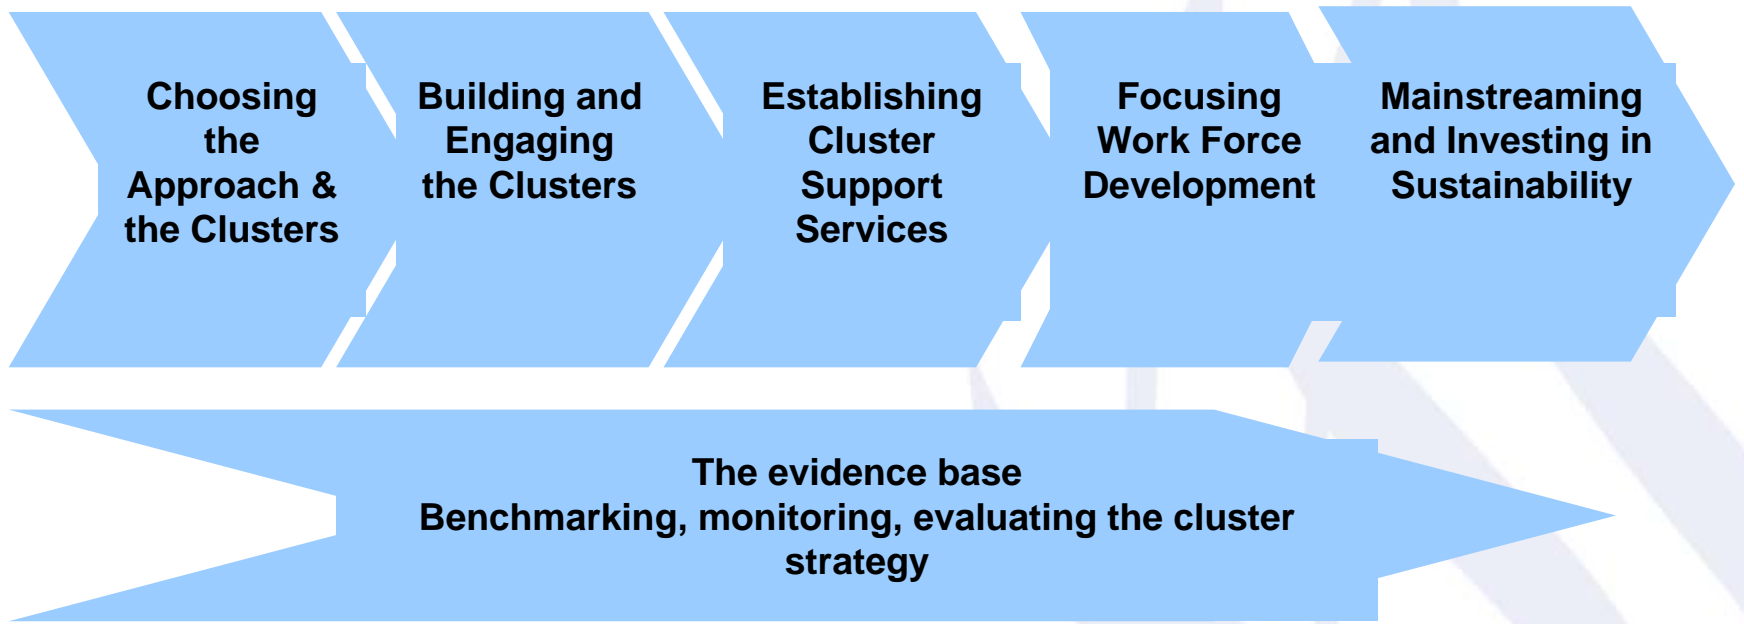 Choosing
the
Approach &
the Clusters
Building and
Engaging
the Clusters
Establishing
Cluster
Support
Services
Focusing
Work Force
Development
Mainstreaming
and Investing in
Sustainability
The evidence base
Benchmarking, monitoring, evaluating the cluster
strategy